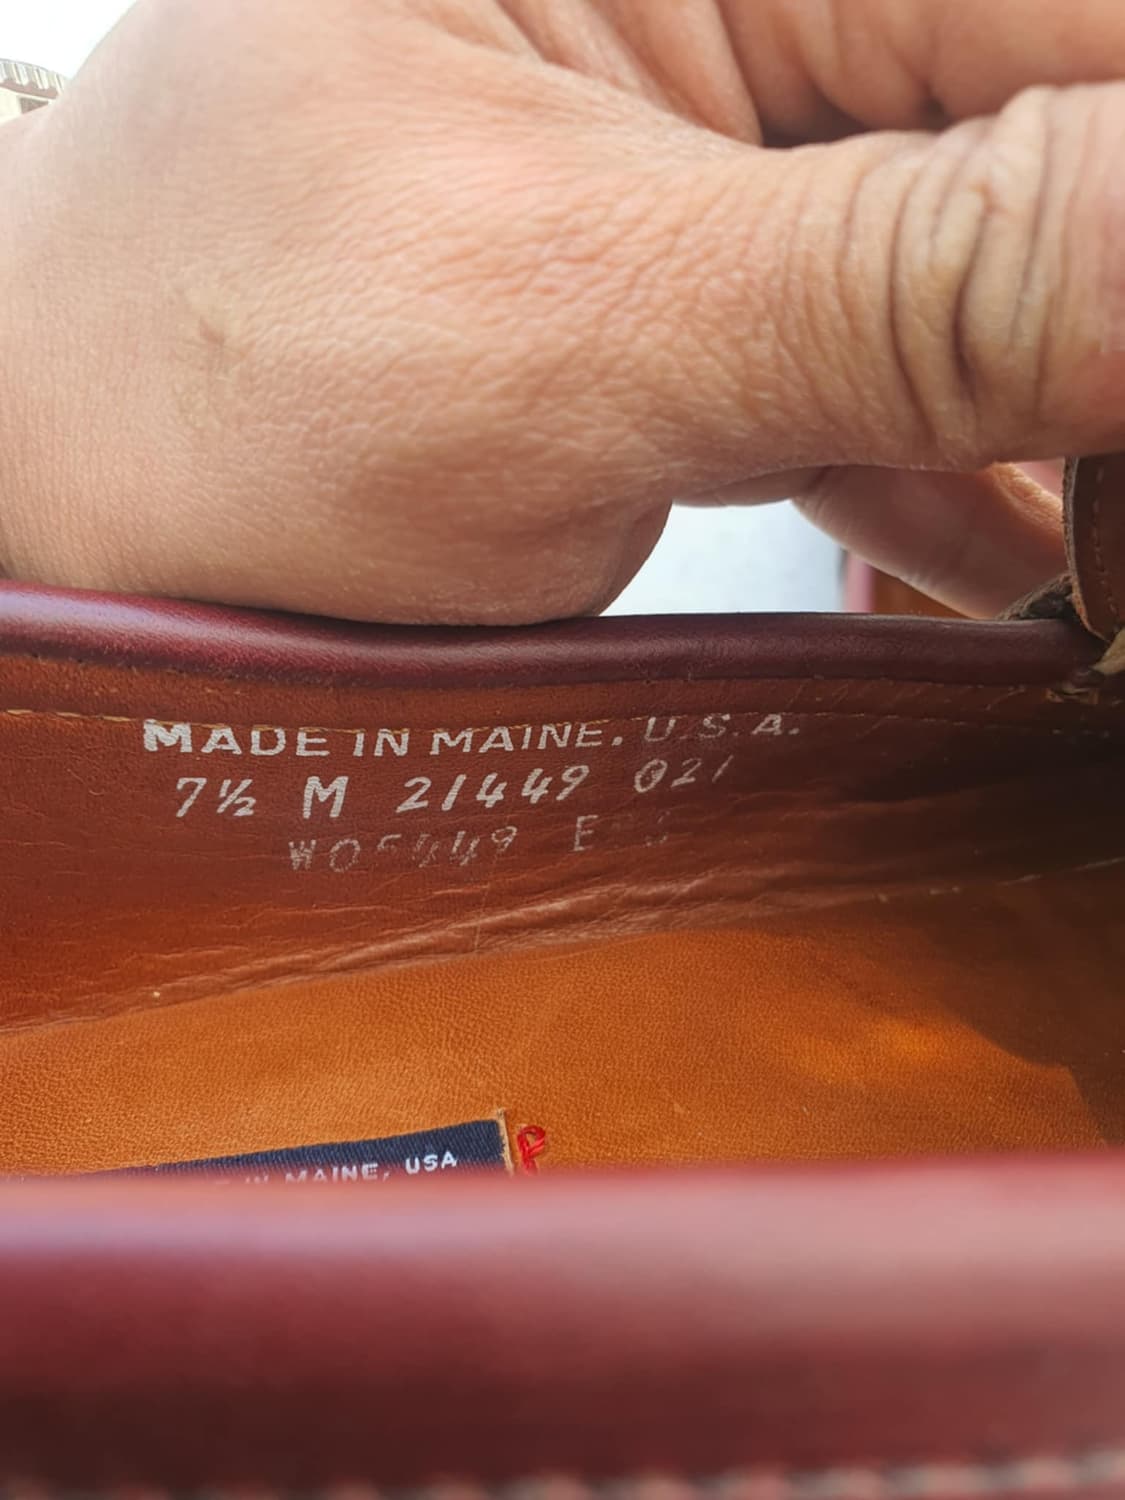 MADE IN MAINE. U.S.A.
7½ M 21449 021
MAINE, USA